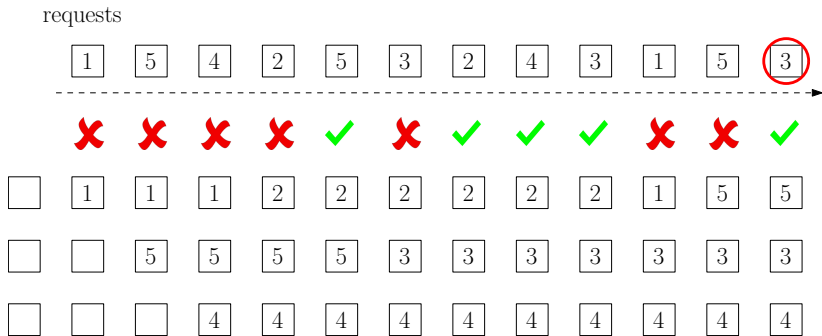 requests
1 5 4 2 5 3 2 4 3 1 5 3
1 1 1 2 2 2 2 2 2 1 5 5
5 5 5 5 3 3 3 3 3 3 3
4 4 4 4 4 4 4 4 4 4